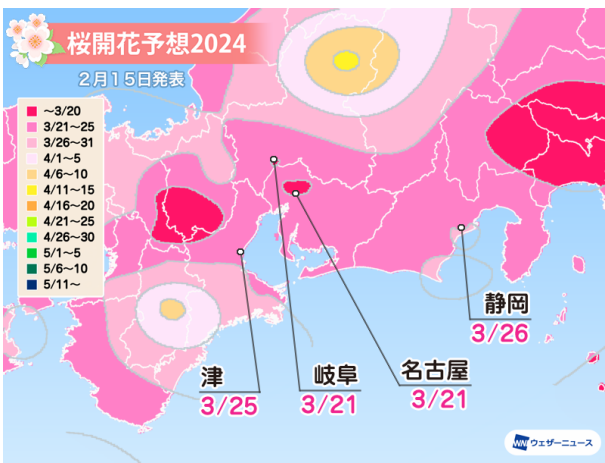 桜開花予想2024
2月15日発表
～3/20
3/21～25
3/26～31
4/1～5
4/6～10
4/11～15
4/16～20
4/21～25
4/26～30
5/1～5
5/6～10
5/11～
静岡
3/26
名古屋
3/21
岐阜
3/21
津
3/25
WN ウェザーニュース